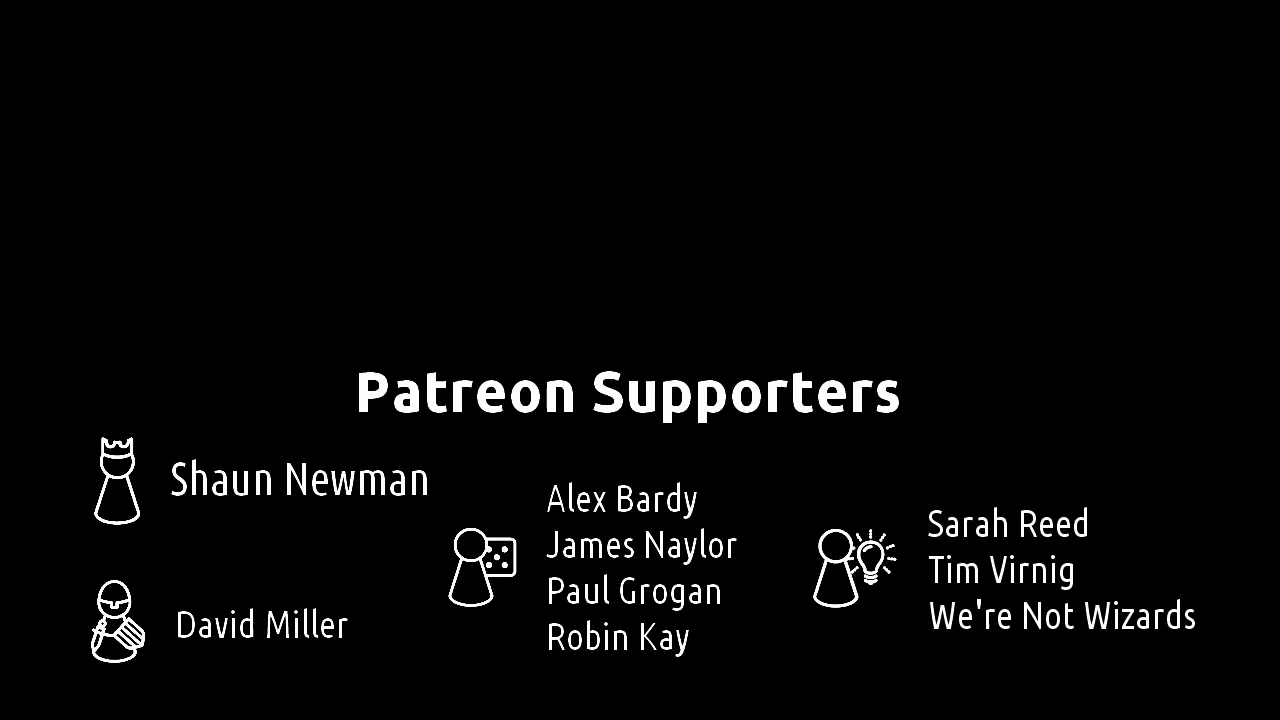 Patreon Supporters
Shaun Newman
David Miller
Alex Bardy
James Naylor
Paul Grogan
Robin Kay
Sarah Reed
Tim Virnig
We're Not Wizards